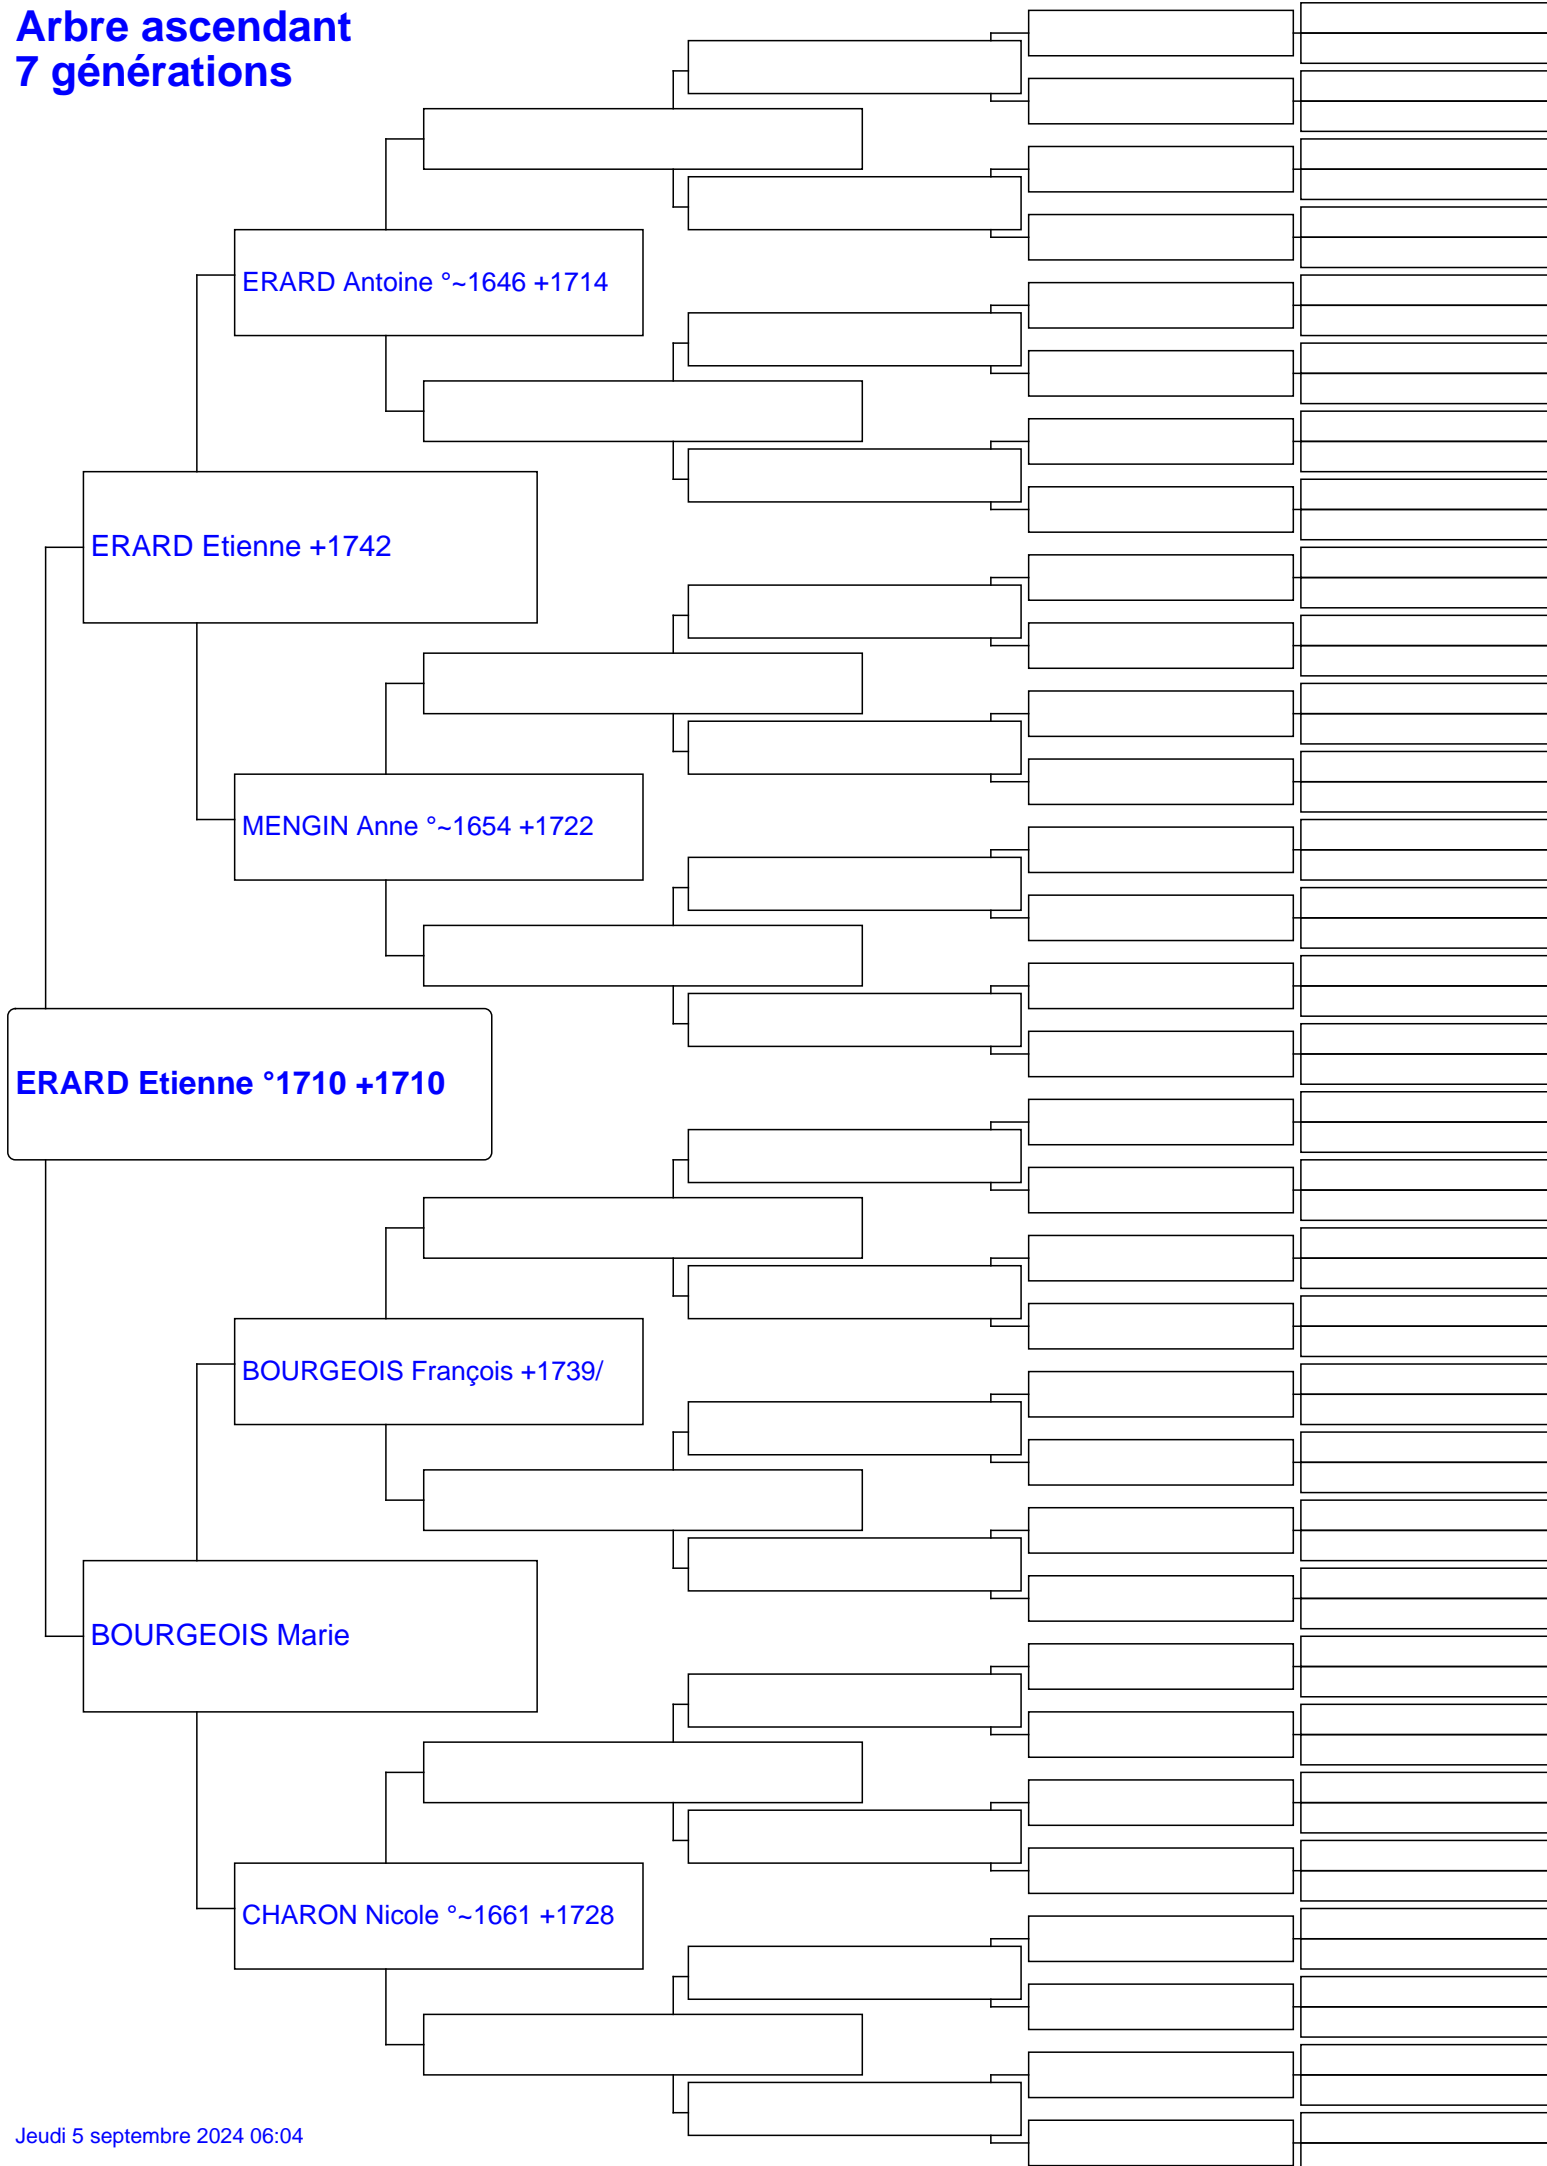 Arbre ascendant
7 générations
ERARD Antoine °~1646 +1714
ERARD Etienne +1742
MENGIN Anne °~1654 +1722
ERARD Etienne °1710 +1710
BOURGEOIS François +1739/
BOURGEOIS Marie
CHARON Nicole °~1661 +1728
Jeudi 5 septembre 2024 06:04